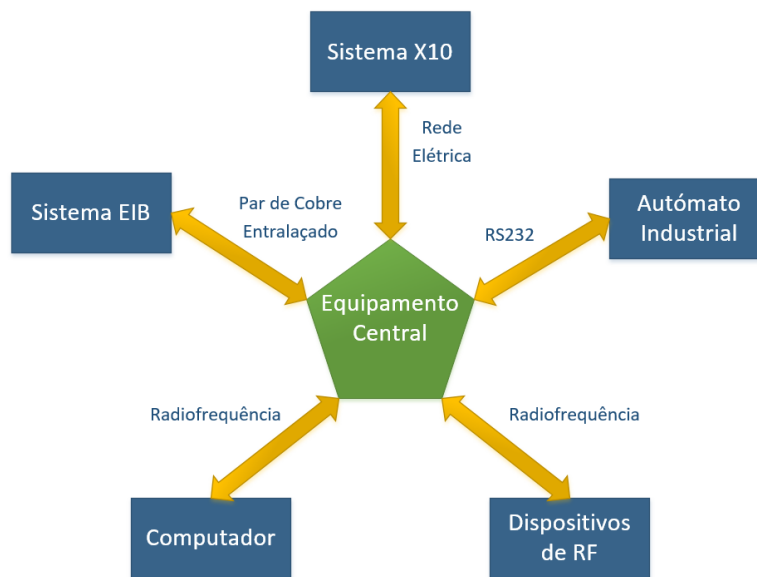 Sistema X10
Rede
Elétrica
Sistema EIB
Par de Cobre
Entralaçado
RS232
Autómato
Industrial
Equipamento
Central
Radiofrequência
Radiofrequência
Computador
Dispositivos
de RF